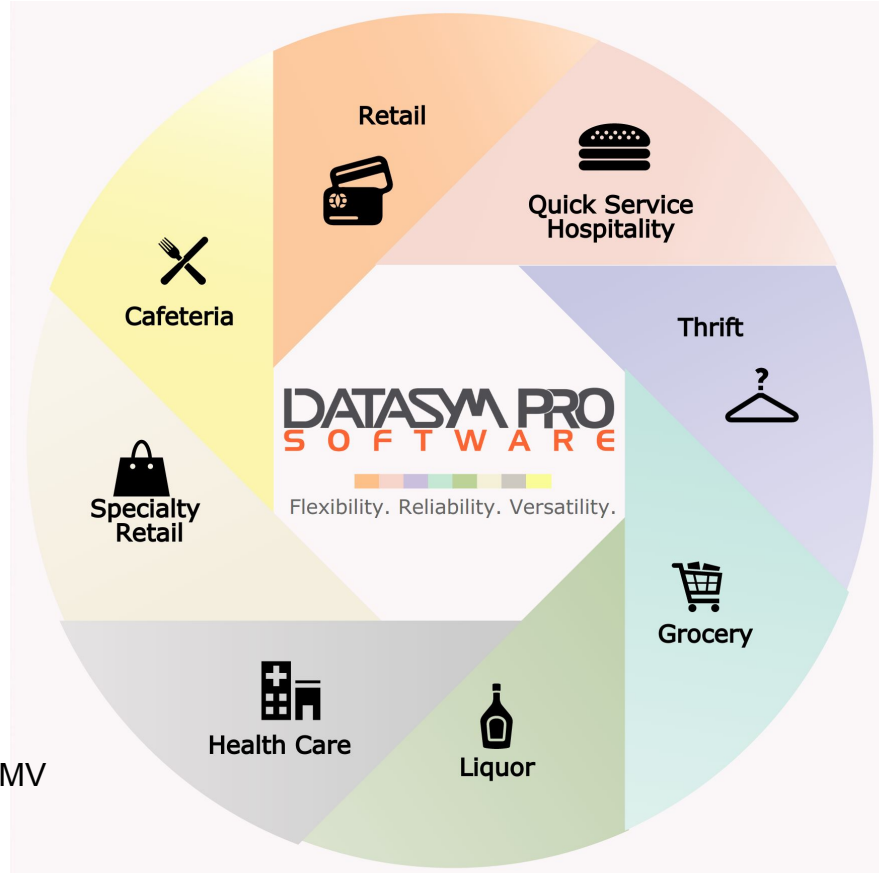 Retail
Quick Service
Hospitality
Cafeteria
Thrift
?
DATASYM PRO
SOFTWARE
Flexibility. Reliability. Versatility.
Specialty
Retail
Grocery
Health Care
Liquor
MV